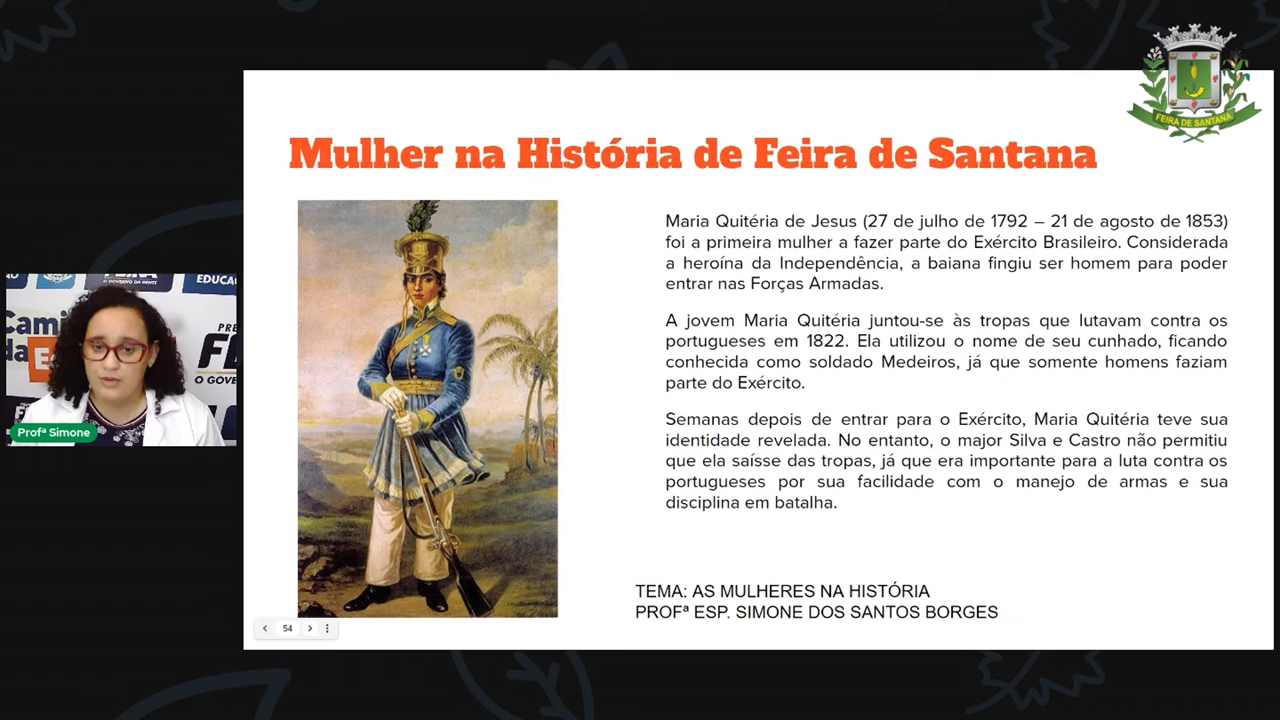 FEIRA DE SANTANA
Mulher na História de Feira de Santana
Maria Quitéria de Jesus (27 de julho de 1792 – 21 de agosto de 1853)
foi a primeira mulher a fazer parte do Exército Brasileiro. Considerada
a heroína da Independência, a baiana fingiu ser homem para poder
entrar nas Forças Armadas.
A jovem Maria Quitéria juntou-se às tropas que lutavam contra os
portugueses em 1822. Ela utilizou o nome de seu cunhado, ficando
conhecida como soldado Medeiros, já que somente homens faziam
parte do Exército.
Semanas depois de entrar para o Exército, Maria Quitéria teve sua
identidade revelada. No entanto, o major Silva e Castro não permitiu
que ela saísse das tropas, já que era importante para a luta contra os
portugueses por sua facilidade com o manejo de armas e sua
disciplina em batalha.
TEMA: AS MULHERES NA HISTÓRIA
PROFª ESP. SIMONE DOS SANTOS BORGES
54
EDUCAÇ
Cami
da
PRE
O GOVE
Profª Simone